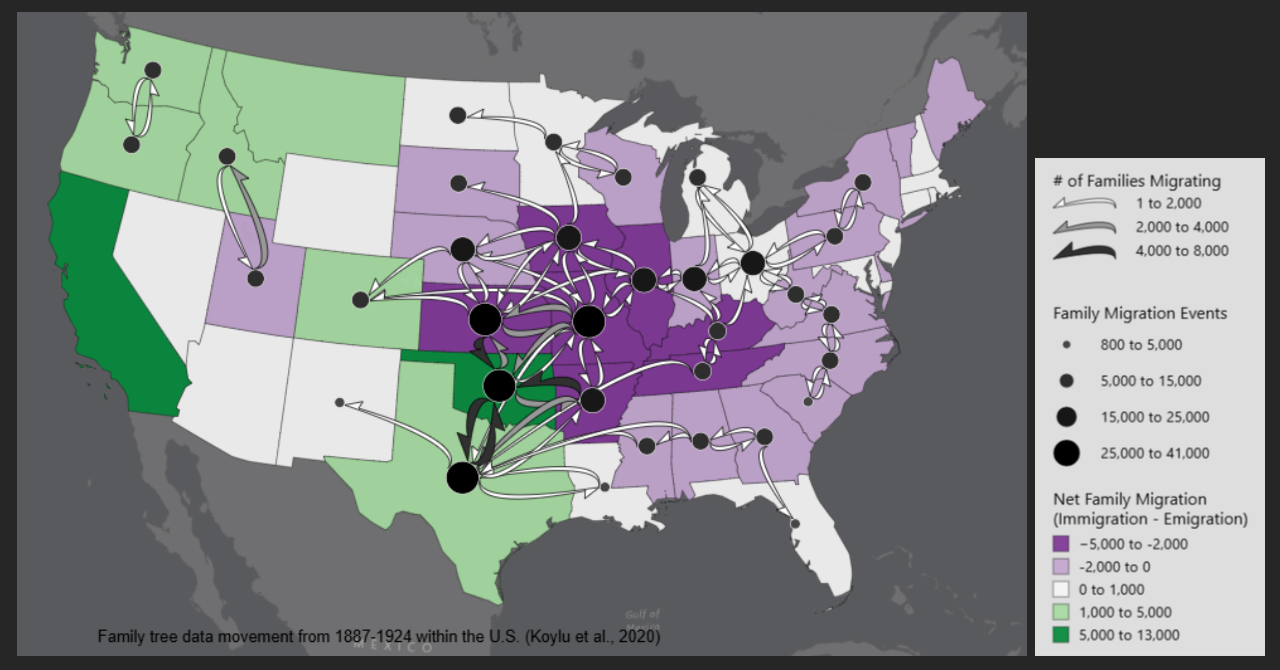 # of Families Migrating
1 to 2,000
2,000 to 4,000
4,000 to 8,000
Family Migration Events
800 to 5,000
5,000 to 15,000
15,000 to 25,000
25,000 to 41,000
Net Family Migration
(Immigration - Emigration)
−5,000 to -2,000
-2,000 to 0
0 to 1,000
1,000 to 5,000
5,000 to 13,000
Gulf of
Mexico
Family tree data movement from 1887-1924 within the U.S. (Koylu et al., 2020)
MEXICO